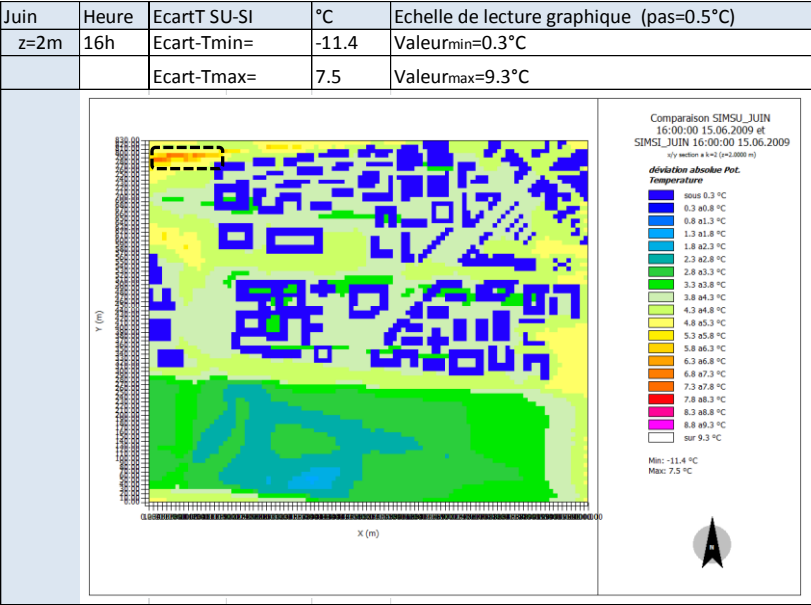 Juin Heure EcartT SU-SI °C Echelle de lecture graphique (pas=0.5°C)
z=2m 16h Ecart-Tmin= -11.4 Valeurmin=0.3°C
Ecart-Tmax= 7.5 Valeurmax=9.3°C
Comparaison SIMSU_JUIN
16:00:00 15.06.2009 et
SIMSI_JUIN 16:00:00 15.06.2009
x/y section a k=2 (z=2.0000 m)
déviation absolue Pot.
Temperature
sous 0.3 °C
0.3 a0.8 °C
0.8 a1.3 °C
1.3 a1.8 °C
1.8 a2.3 °C
2.3 a2.8 °C
2.8 a3.3 °C
3.3 a3.8 °C
3.8 a4.3 °C
4.3 a4.8 °C
4.8 a5.3 °C
5.3 a5.8 °C
5.8 a6.3 °C
6.3 a6.8 °C
6.8 a7.3 °C
7.3 a7.8 °C
7.8 a8.3 °C
8.3 a8.8 °C
8.8 a9.3 °C
sur 9.3 °C
Min: -11.4 °C
Max: 7.5 °C
Y (m)
X (m)